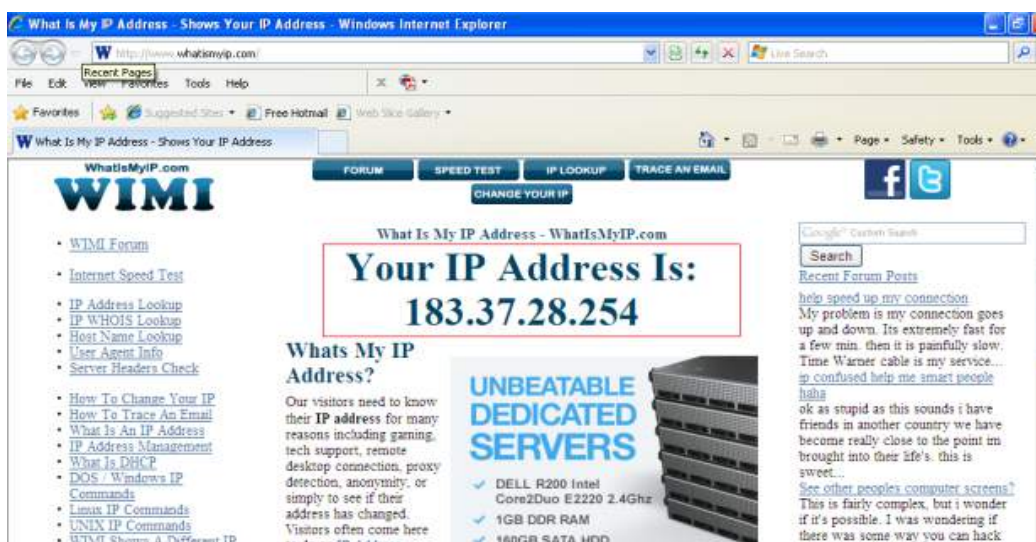 What Is My IP Address - Shows Your IP Address - Windows Internet Explorer
http://www.whatismyip.com/
Live Search
Recent Pages
File Edit View Favorites Tools Help
Favorites Suggested Sites Free Hotmail Web Slice Gallery
What Is My IP Address - Shows Your IP Address
Page Safety Tools
WhatIsMyIP.com
WIMI
FORUM SPEED TEST IP LOOKUP TRACE AN EMAIL
CHANGE YOUR IP
WIMI Forum
Internet Speed Test
IP Address Lookup
IP WHOIS Lookup
Host Name Lookup
User Agent Info
Server Headers Check
How To Change Your IP
How To Trace An Email
What Is An IP Address
IP Address Management
What Is DHCP
DOS / Windows IP
Commands
Linux IP Commands
UNIX IP Commands
WIMI Shows A Different IP
What Is My IP Address - WhatIsMyIP.com
Your IP Address Is:
183.37.28.254
Whats My IP
Address?
Our visitors need to know
their IP address for many
reasons including gaming,
tech support, remote
desktop connection, proxy
detection, anonymity, or
simply to see if their
address has changed.
Visitors often come here
UNBEATABLE
DEDICATED
SERVERS
DELL R200 Intel
Core2Duo E2220 2.4Ghz
1GB DDR RAM
160GB SATA HDD
Google Custom Search
Search
Recent Forum Posts
help speed up my connection
My problem is my connection goes
up and down. Its extremely fast for
a few min. then it is painfully slow.
Time Warner cable is my service...
ip confused help me smart people
haha
ok as stupid as this sounds i have
friends in another country we have
become really close to the point im
brought into their life's. this is
sweet...
See other peoples computer screens?
This is fairly complex, but i wonder
if it's possible. I was wondering if
there was some way you can hack